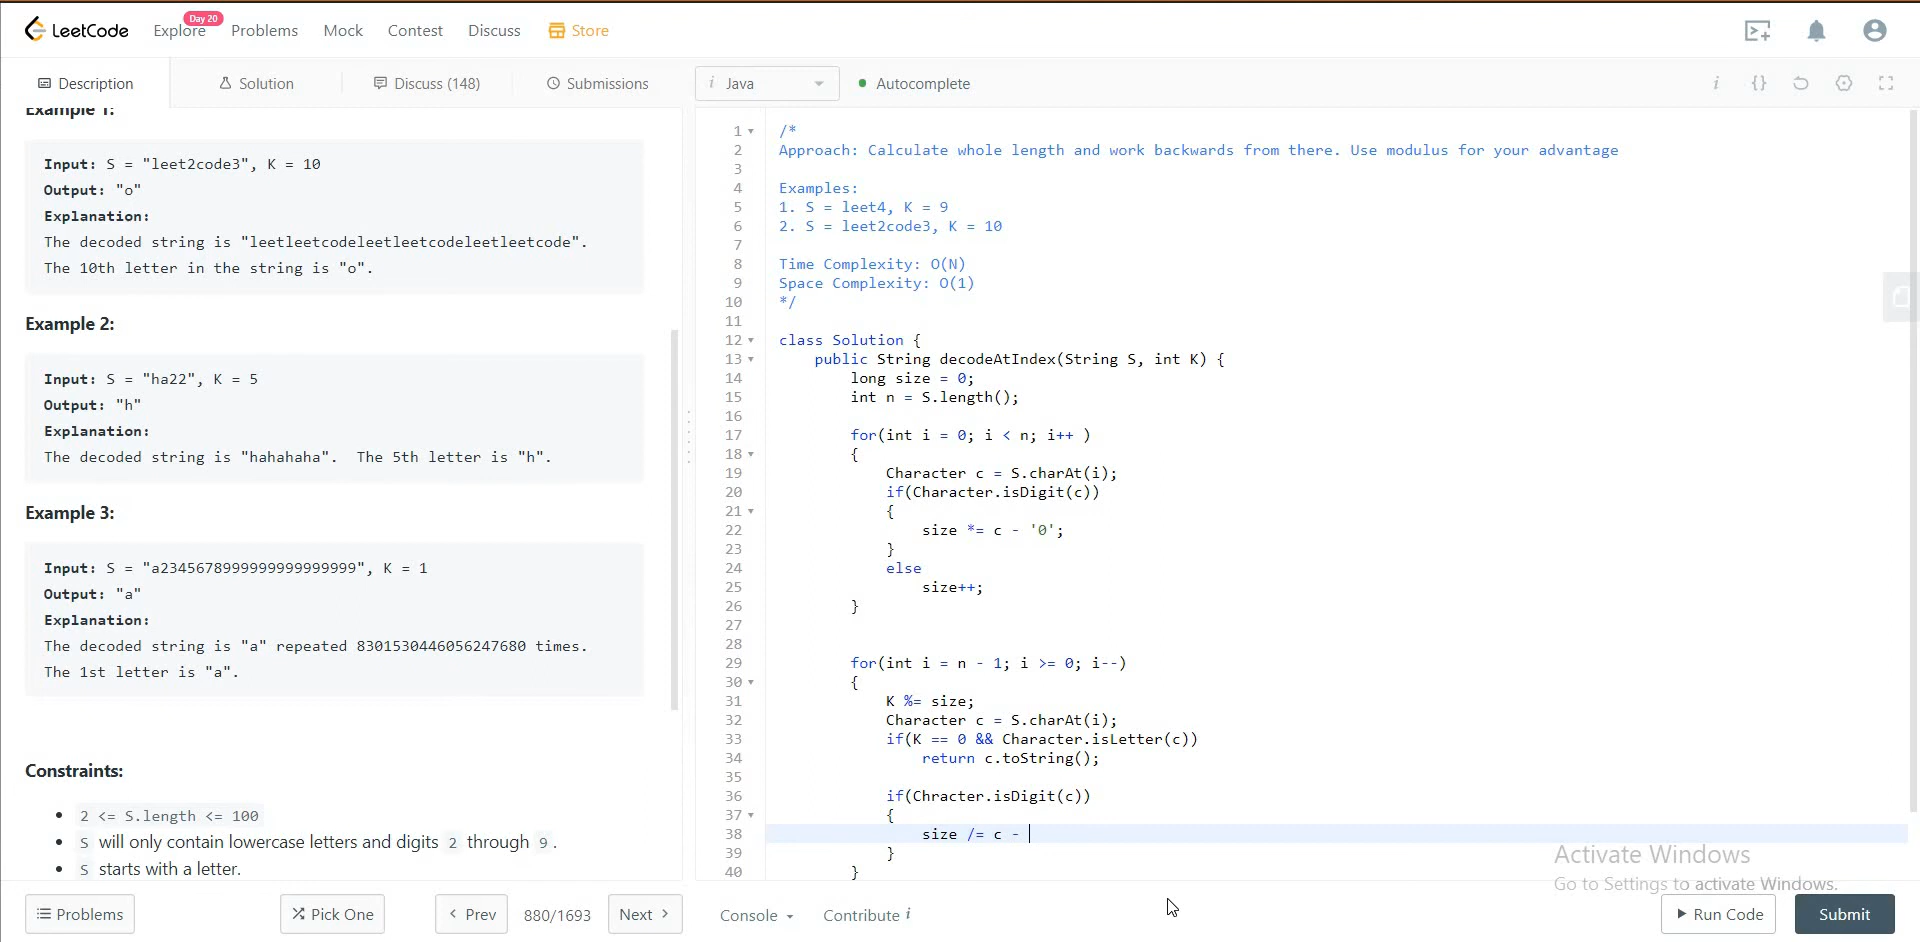 LeetCode Explore Day 20 Problems Mock Contest Discuss Store
Description Solution Discuss (148) Submissions i Java Autocomplete i {}
Example 1:
Input: S = "leet2code3", K = 10
Output: "o"
Explanation:
The decoded string is "leetleetcodeleetleetcodeleetleetcode".
The 10th letter in the string is "o".
Example 2:
Input: S = "ha22", K = 5
Output: "h"
Explanation:
The decoded string is "hahahaha".  The 5th letter is "h".
Example 3:
Input: S = "a2345678999999999999999", K = 1
Output: "a"
Explanation:
The decoded string is "a" repeated 8301530446056247680 times.
The 1st letter is "a".
Constraints:
2 <= S.length <= 100
S will only contain lowercase letters and digits 2 through 9.
S starts with a letter.
1 /*
2 Approach: Calculate whole length and work backwards from there. Use modulus for your advantage
3
4 Examples:
5 1. S = leet4, K = 9
6 2. S = leet2code3, K = 10
7
8 Time Complexity: O(N)
9 Space Complexity: O(1)
10 */
11
12 class Solution {
13 public String decodeAtIndex(String S, int K) {
14 long size = 0;
15 int n = S.length();
16
17 for(int i = 0; i < n; i++ )
18 {
19 Character c = S.charAt(i);
20 if(Character.isDigit(c))
21 {
22 size *= c - '0';
23 }
24 else
25 size++;
26 }
27
28
29 for(int i = n - 1; i >= 0; i--)
30 {
31 K %= size;
32 Character c = S.charAt(i);
33 if(K == 0 && Character.isLetter(c))
34 return c.toString();
35
36 if(Chracter.isDigit(c))
37 {
38 size /= c -
39 }
40 }
Activate Windows
Go to Settings to activate Windows.
Problems Pick One Prev 880/1693 Next Console Contribute i Run Code Submit